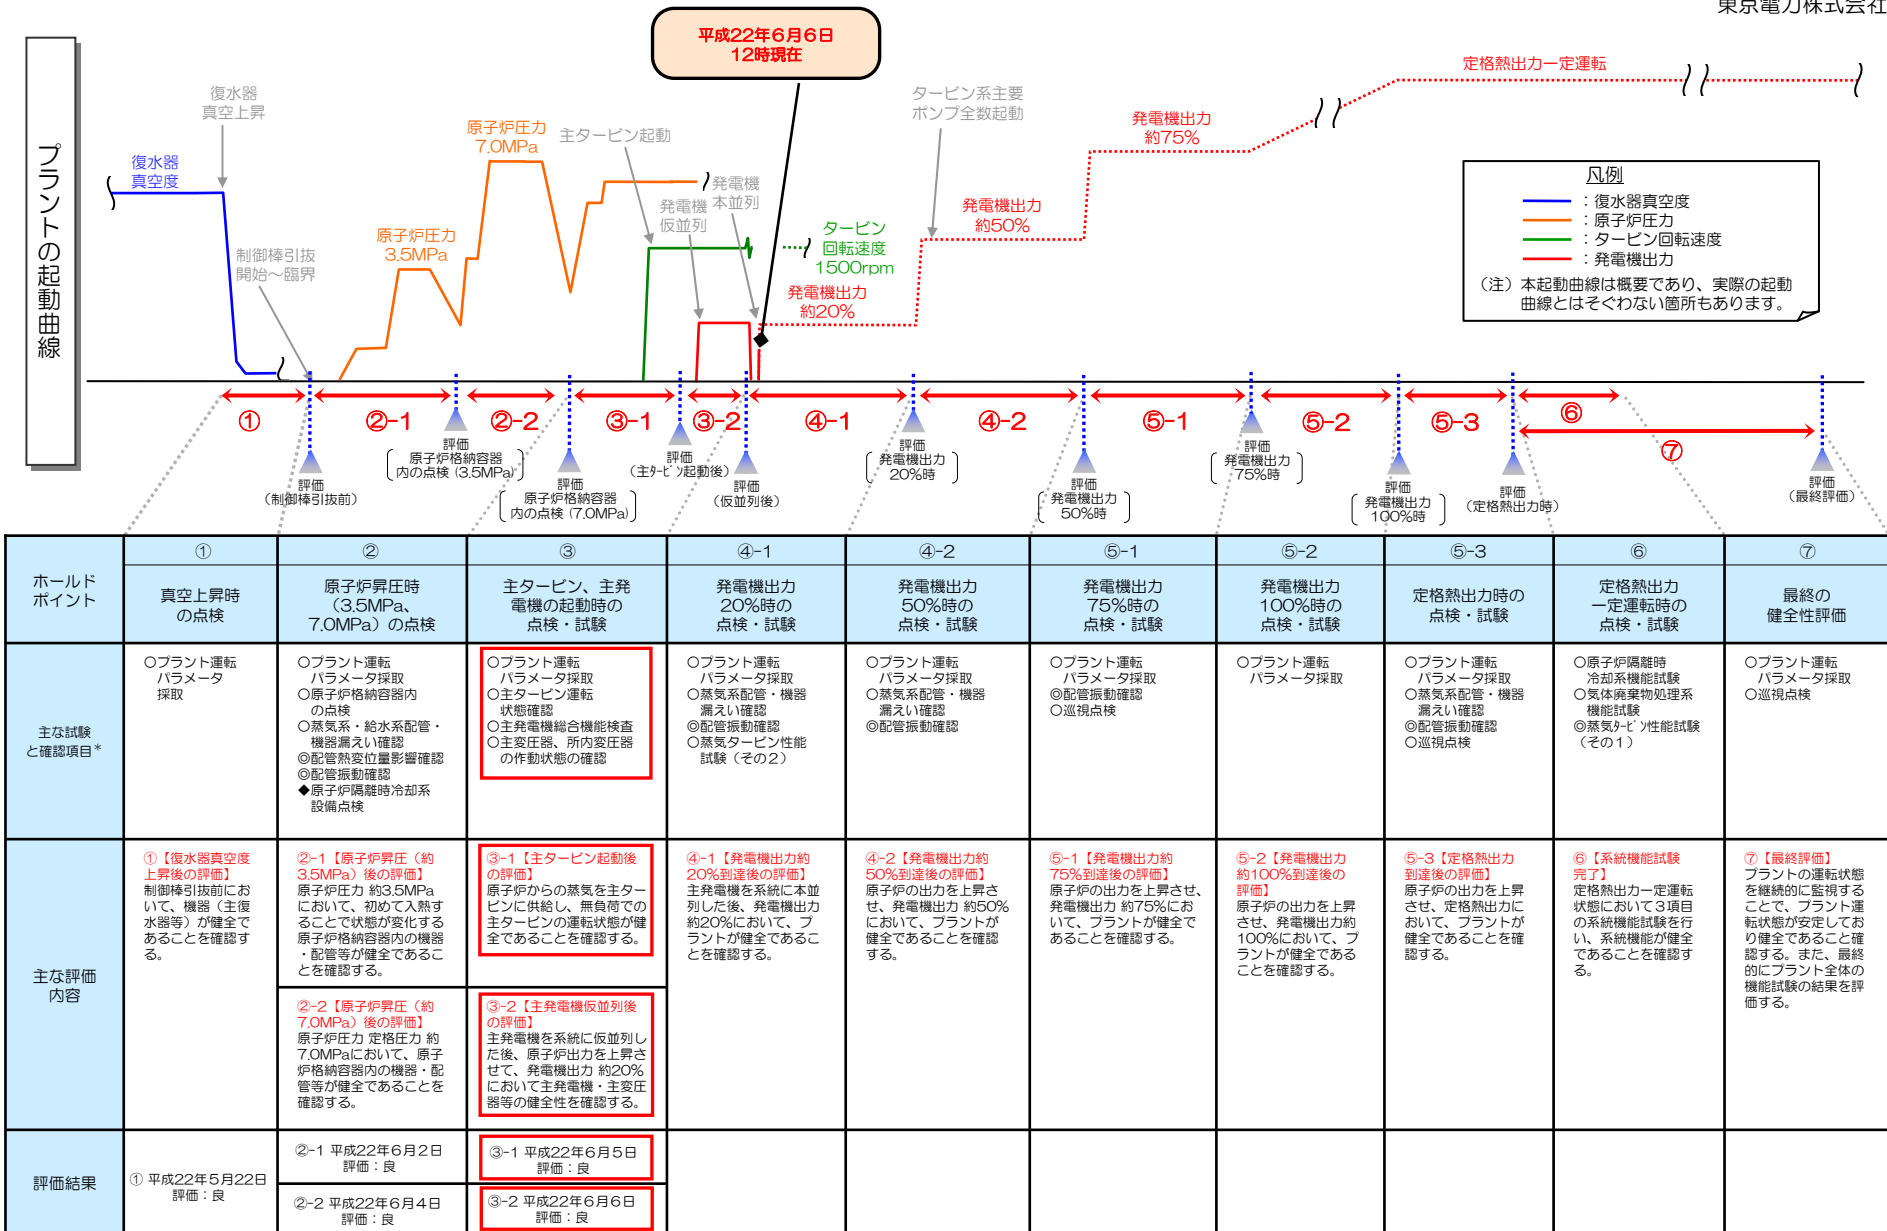 東京電力株式会社
プラントの起動曲線
平成22年6月6日
12時現在
復水器
真空上昇
復水器
真空度
制御棒引抜
開始～臨界
原子炉圧力
3.5MPa
原子炉圧力
7.0MPa
主タービン起動
発電機
仮並列
発電機
本並列
タービン
回転速度
1500rpm
発電機出力
約20%
タービン系主要
ポンプ全数起動
発電機出力
約50%
発電機出力
約75%
定格熱出力一定運転
凡例
：復水器真空度
：原子炉圧力
：タービン回転速度
：発電機出力
（注）本起動曲線は概要であり、実際の起動
曲線とはそぐわない箇所もあります。
① ②-1 ②-2 ③-1 ③-2 ④-1 ④-2 ⑤-1 ⑤-2 ⑤-3 ⑥
⑦
評価
（制御棒引抜前）
評価
原子炉格納容器
内の点検（3.5MPa）
評価
原子炉格納容器
内の点検（7.0MPa）
評価
（主ﾀｰﾋﾞﾝ起動後）
評価
（仮並列後）
評価
発電機出力
20%時
評価
発電機出力
50%時
評価
発電機出力
75%時
評価
発電機出力
100%時
評価
（定格熱出力時）
評価
（最終評価）
ホールド
ポイント
①
真空上昇時
の点検
②
原子炉昇圧時
（3.5MPa、
7.0MPa）の点検
③
主タービン、主発
電機の起動時の
点検・試験
④-1
発電機出力
20%時の
点検・試験
④-2
発電機出力
50%時の
点検・試験
⑤-1
発電機出力
75%時の
点検・試験
⑤-2
発電機出力
100%時の
点検・試験
⑤-3
定格熱出力時の
点検・試験
⑥
定格熱出力
一定運転時の
点検・試験
⑦
最終の
健全性評価
主な試験
と確認項目*
○プラント運転
パラメータ
採取
○プラント運転
パラメータ採取
○原子炉格納容器内
の点検
○蒸気系・給水系配管・
機器漏えい確認
◎配管熱変位量影響確認
◎配管振動確認
◆原子炉隔離時冷却系
設備点検
○プラント運転
パラメータ採取
○主タービン運転
状態確認
○主発電機総合機能検査
○主変圧器、所内変圧器
の作動状態の確認
○プラント運転
パラメータ採取
○蒸気系配管・機器
漏えい確認
◎配管振動確認
○蒸気タービン性能
試験（その2）
○プラント運転
パラメータ採取
○蒸気系配管・機器
漏えい確認
◎配管振動確認
○プラント運転
パラメータ採取
◎配管振動確認
○巡視点検
○プラント運転
パラメータ採取
○プラント運転
パラメータ採取
○蒸気系配管・機器
漏えい確認
◎配管振動確認
○巡視点検
○原子炉隔離時
冷却系機能試験
○気体廃棄物処理系
機能試験
◎蒸気ﾀｰﾋﾞﾝ性能試験
（その1）
○プラント運転
パラメータ採取
○巡視点検
主な評価
内容
①【復水器真空度
上昇後の評価】
制御棒引抜前にお
いて、機器（主復
水器等）が健全で
あることを確認す
る。
②-1【原子炉昇圧（約
3.5MPa）後の評価】
原子炉圧力 約3.5MPa
において、初めて入熱す
ることで状態が変化する
原子炉格納容器内の機器
・配管等が健全であるこ
とを確認する。
②-2【原子炉昇圧（約
7.0MPa）後の評価】
原子炉圧力 定格圧力 約
7.0MPaにおいて、原子
炉格納容器内の機器・配
管等が健全であることを
確認する。
③-1【主タービン起動後
の評価】
原子炉からの蒸気を主ター
ビンに供給し、無負荷での
主タービンの運転状態が健
全であることを確認する。
③-2【主発電機仮並列後
の評価】
主発電機を系統に仮並列し
た後、原子炉出力を上昇さ
せて、発電機出力 約20%
において主発電機・主変圧
器等の健全性を確認する。
④-1【発電機出力約
20%到達後の評価】
主発電機を系統に本並
列した後、発電機出力
約20%において、プ
ラントが健全であるこ
とを確認する。
④-2【発電機出力約
50%到達後の評価】
原子炉の出力を上昇さ
せ、発電機出力 約50%
において、プラントが
健全であることを確認
する。
⑤-1【発電機出力約
75%到達後の評価】
原子炉の出力を上昇させ、
発電機出力 約75%にお
いて、プラントが健全で
あることを確認する。
⑤-2【発電機出力
約100%到達後の
評価】
原子炉の出力を上昇
させ、発電機出力約
100%において、プ
ラントが健全である
ことを確認する。
⑤-3【定格熱出力
到達後の評価】
原子炉の出力を上昇
させ、定格熱出力に
おいて、プラントが
健全であることを確
認する。
⑥【系統機能試験
完了】
定格熱出力一定運転
状態において3項目
の系統機能試験を行
い、系統機能が健全
であることを確認す
る。
⑦【最終評価】
プラントの運転状態
を継続的に監視する
ことで、プラント運
転状態が安定してお
り健全であること確
認する。また、最終
的にプラント全体の
機能試験の結果を評
価する。
評価結果
① 平成22年5月22日
評価：良
②-1 平成22年6月2日
評価：良
②-2 平成22年6月4日
評価：良
③-1 平成22年6月5日
評価：良
③-2 平成22年6月6日
評価：良